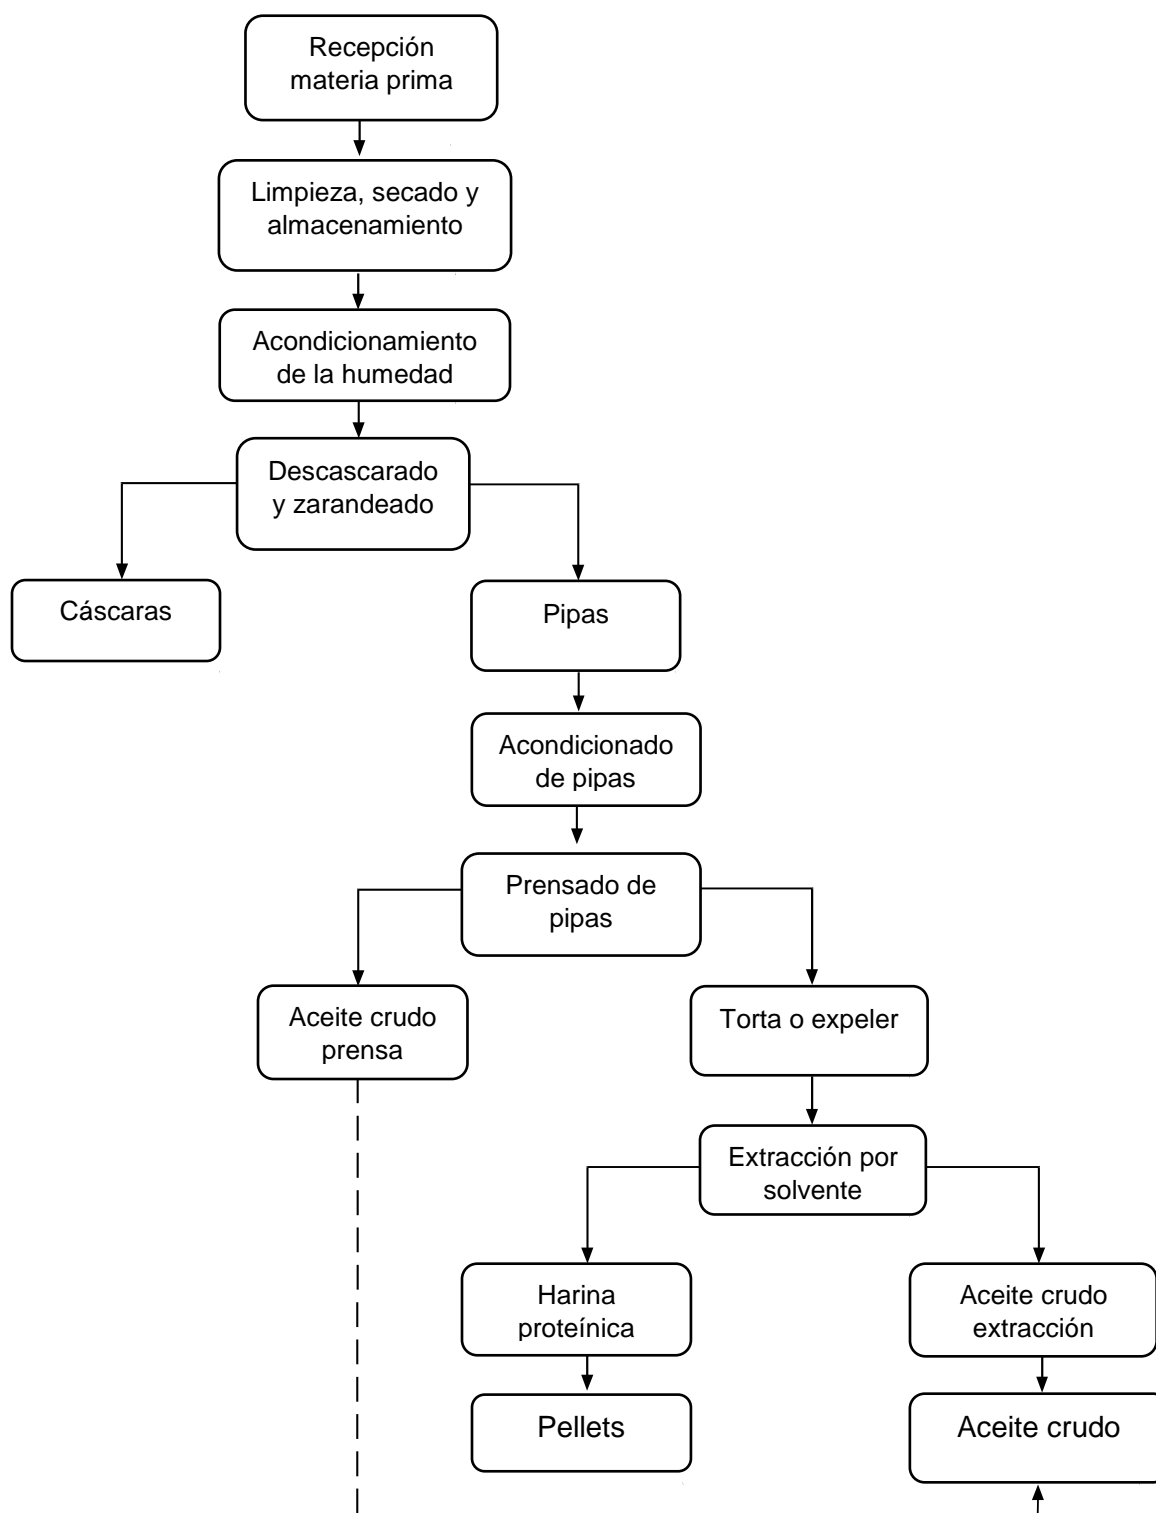 Recepción
materia prima
Limpieza, secado y
almacenamiento
Acondicionamiento
de la humedad
Descascarado
y zarandeado
Cáscaras
Pipas
Acondicionado
de pipas
Prensado de
pipas
Aceite crudo
prensa
Torta o expeler
Extracción por
solvente
Harina
proteínica
Aceite crudo
extracción
Pellets
Aceite crudo